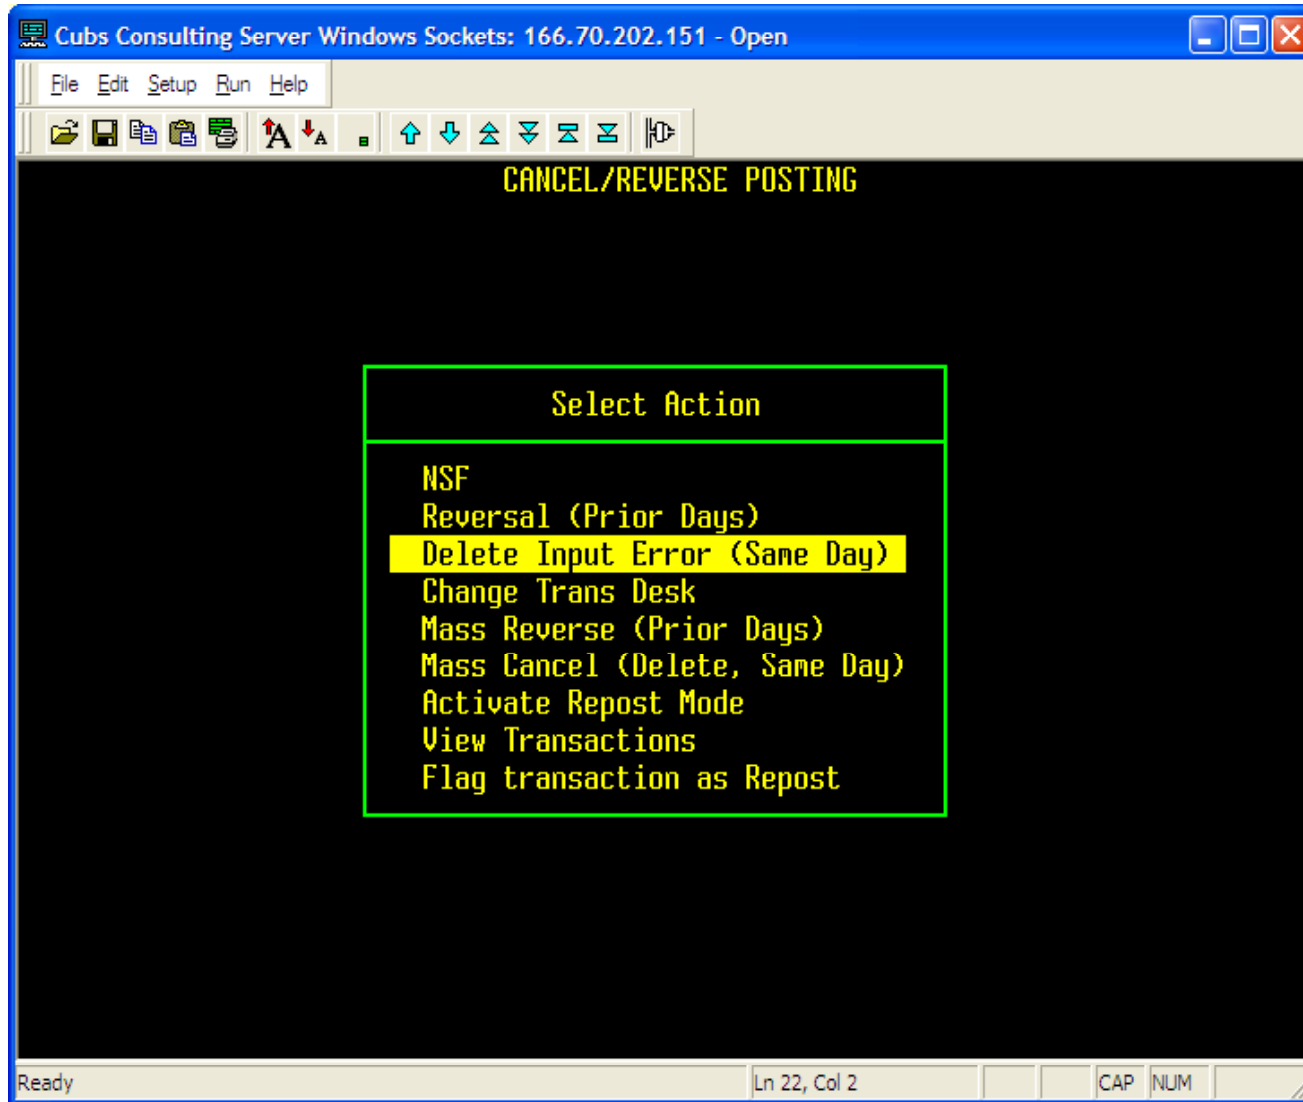 Cubs Consulting Server Windows Sockets: 166.70.202.151 - Open
File Edit Setup Run Help
CANCEL/REVERSE POSTING
Select Action
NSF
Reversal (Prior Days)
Delete Input Error (Same Day)
Change Trans Desk
Mass Reverse (Prior Days)
Mass Cancel (Delete, Same Day)
Activate Repost Mode
View Transactions
Flag transaction as Repost
Ready Ln 22, Col 2 CAP NUM